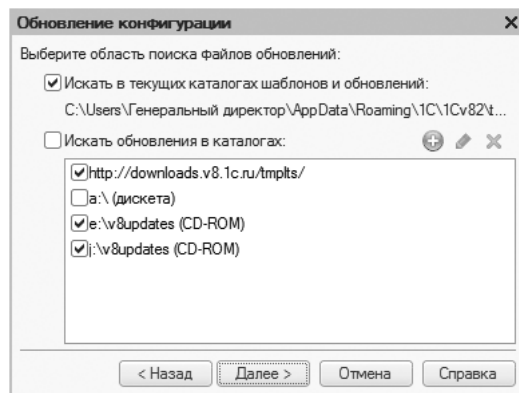 Обновление конфигурации
Выберите область поиска файлов обновлений:
Искать в текущих каталогах шаблонов и обновлений:
C:\Users\Генеральный директор\AppData\Roaming\1C\1Cv82\t...
Искать обновления в каталогах:
http://downloads.v8.1c.ru/tmplts/
a:\ (дискета)
e:\v8updates (CD-ROM)
j:\v8updates (CD-ROM)
< Назад Далее > Отмена Справка